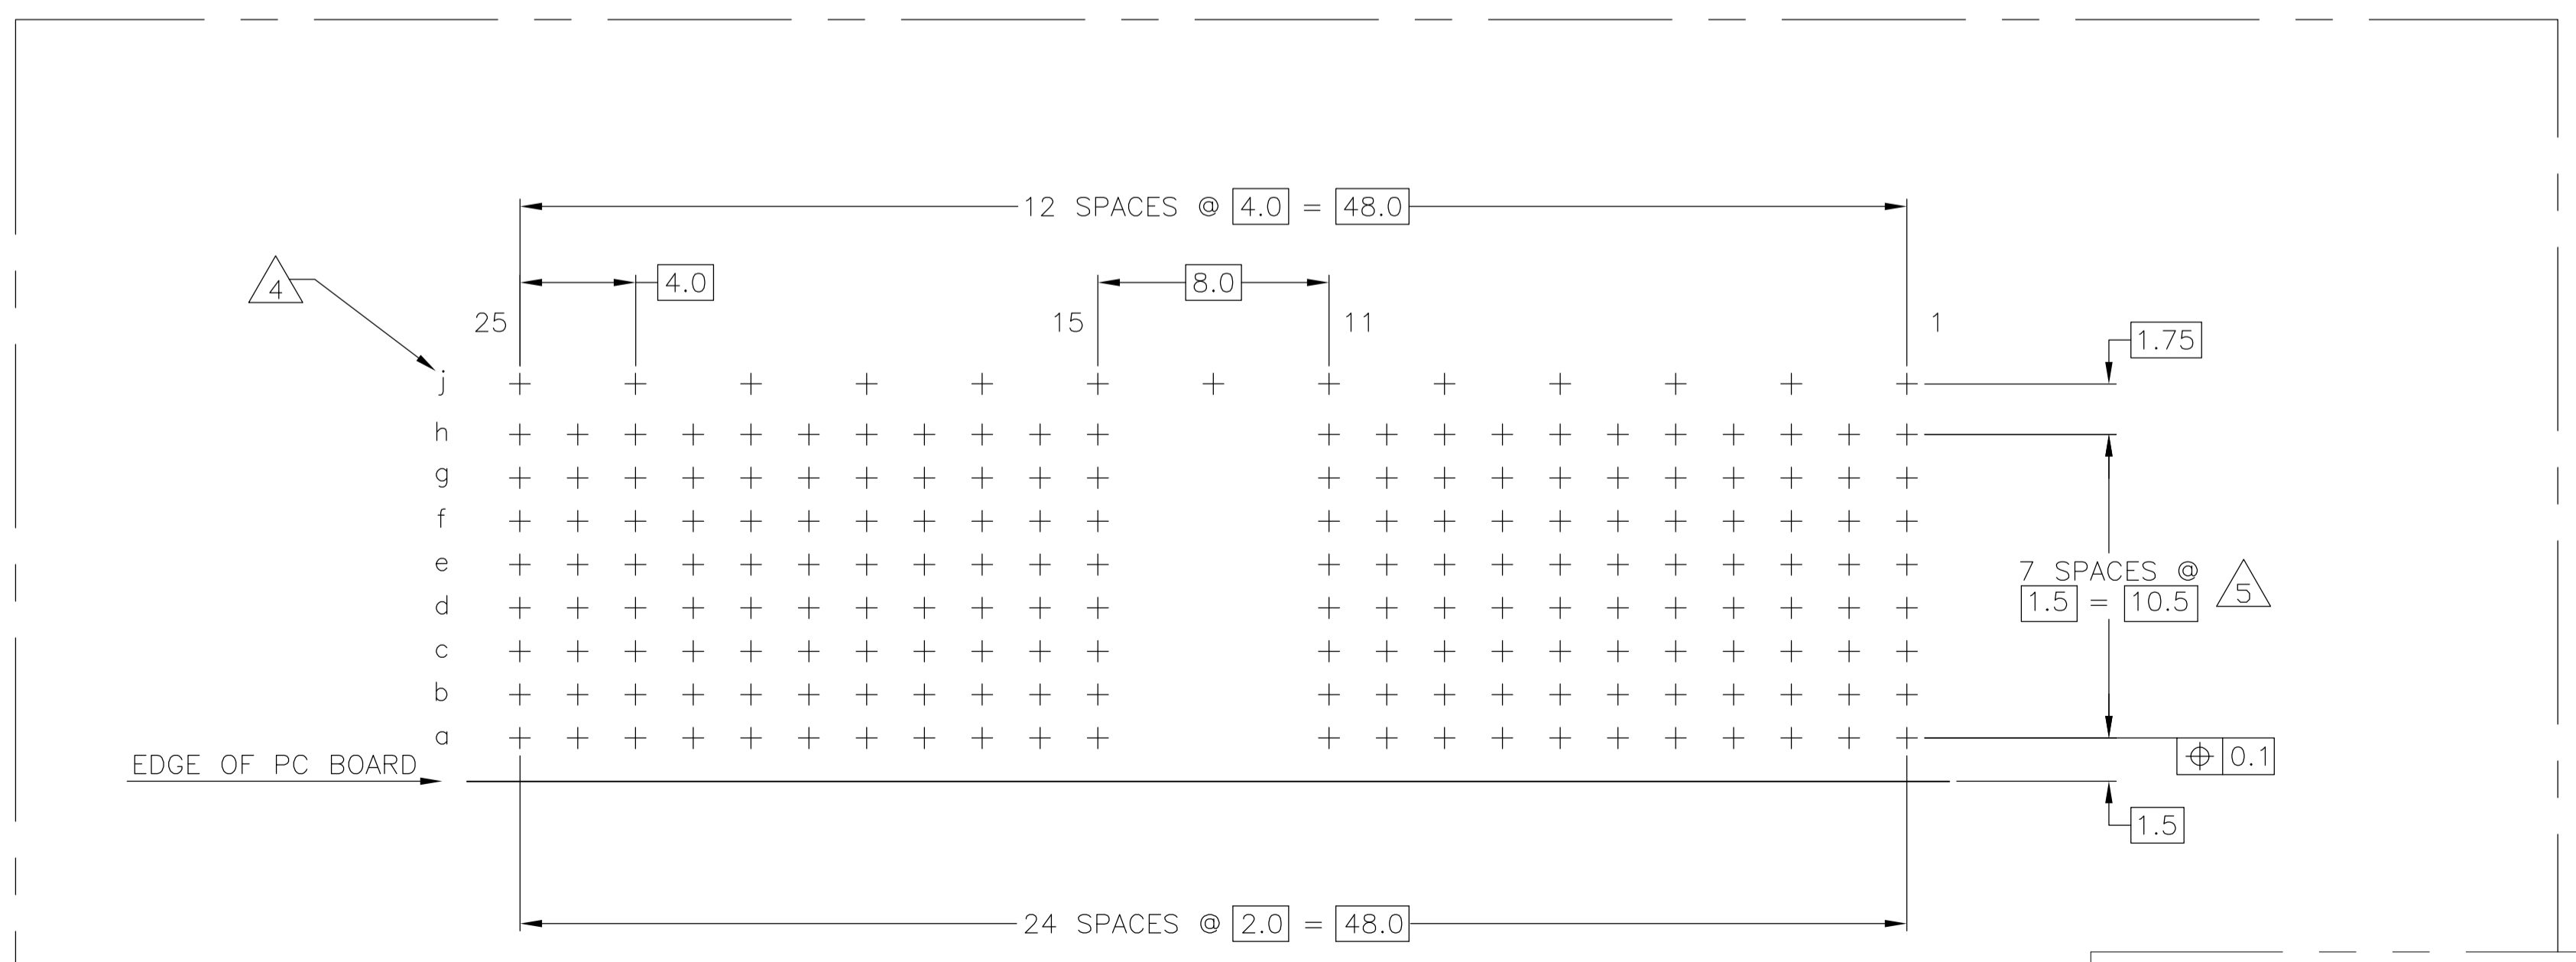 12 SPACES @ 4.0 = 48.0
4
4.0
8.0
25
15
11
1
1.75
j
h
g
f
e
7 SPACES @
1.5 = 10.5
5
d
c
b
a
EDGE OF PC BOARD
⌖ 0.1
1.5
24 SPACES @ 2.0 = 48.0